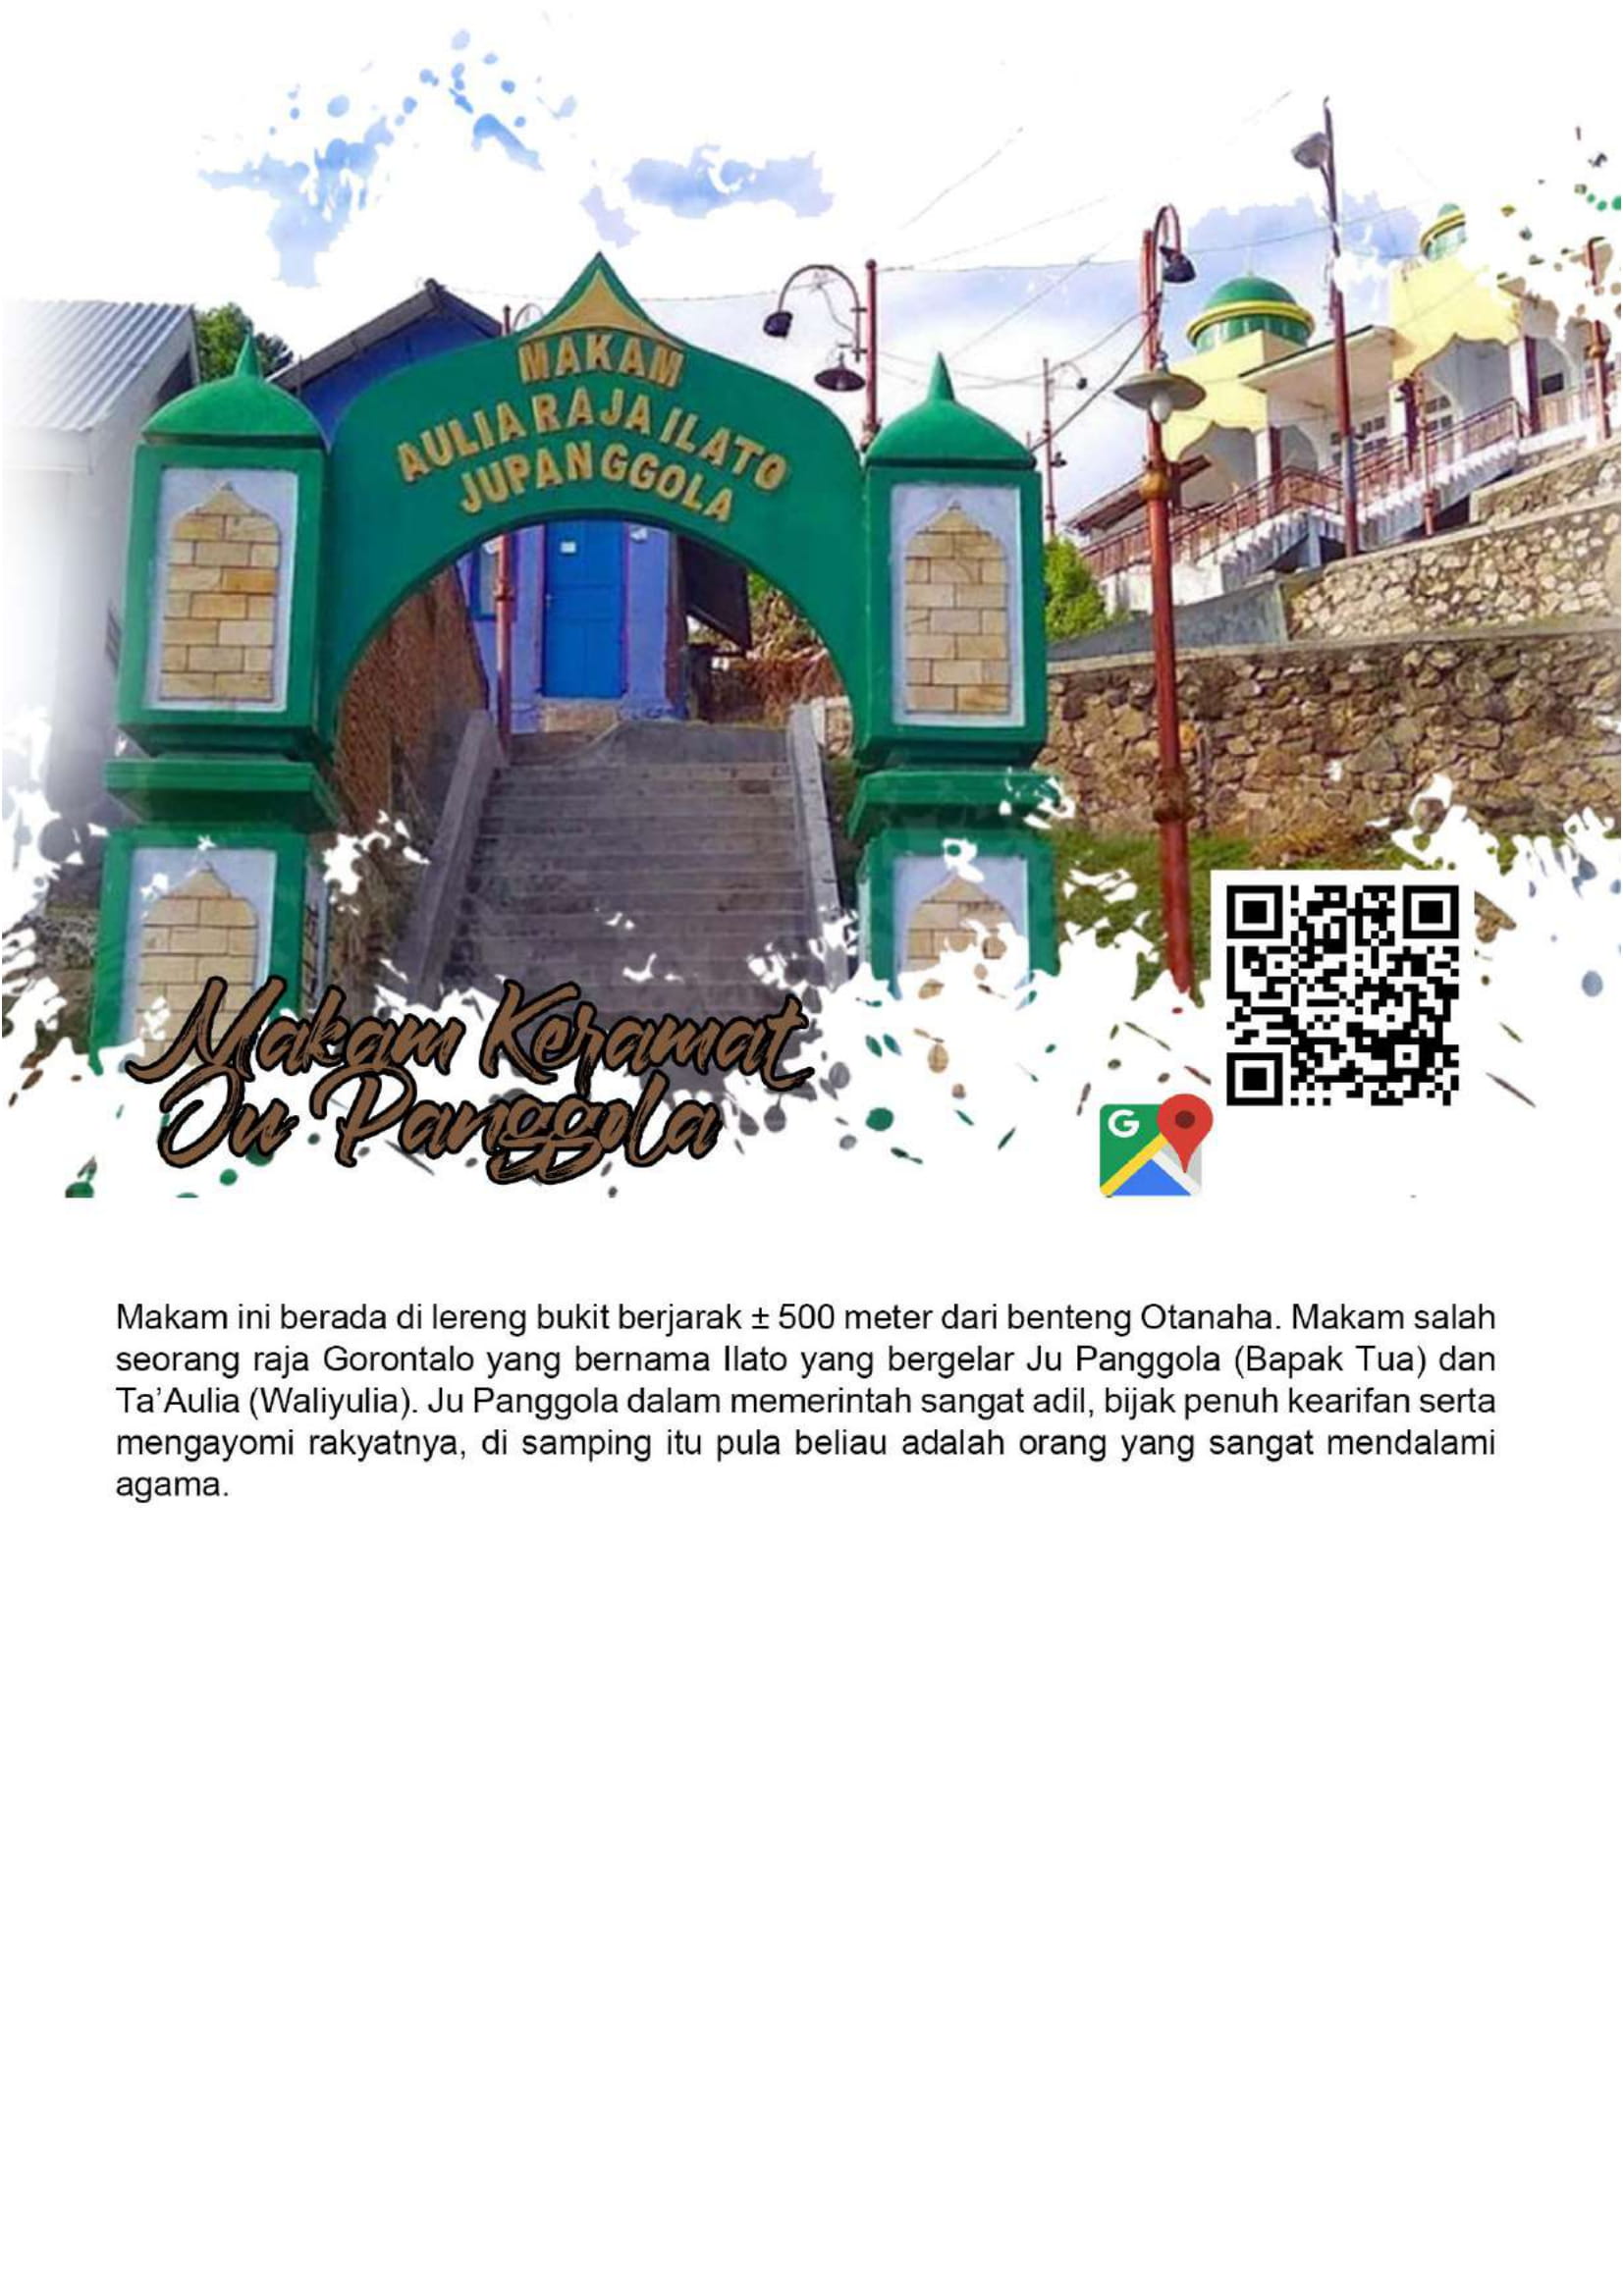 MAKAM
AULIA RAJA ILATO
JUPANGGOLA
Makam Keramat
Ju Panggola
G
Makam ini berada di lereng bukit berjarak ± 500 meter dari benteng Otanaha. Makam salah
seorang raja Gorontalo yang bernama Ilato yang bergelar Ju Panggola (Bapak Tua) dan
Ta’Aulia (Waliyulia). Ju Panggola dalam memerintah sangat adil, bijak penuh kearifan serta
mengayomi rakyatnya, di samping itu pula beliau adalah orang yang sangat mendalami
agama.